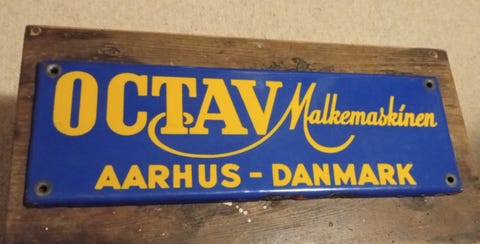 OCTAV Malkemaskinen
AARHUS - DANMARK